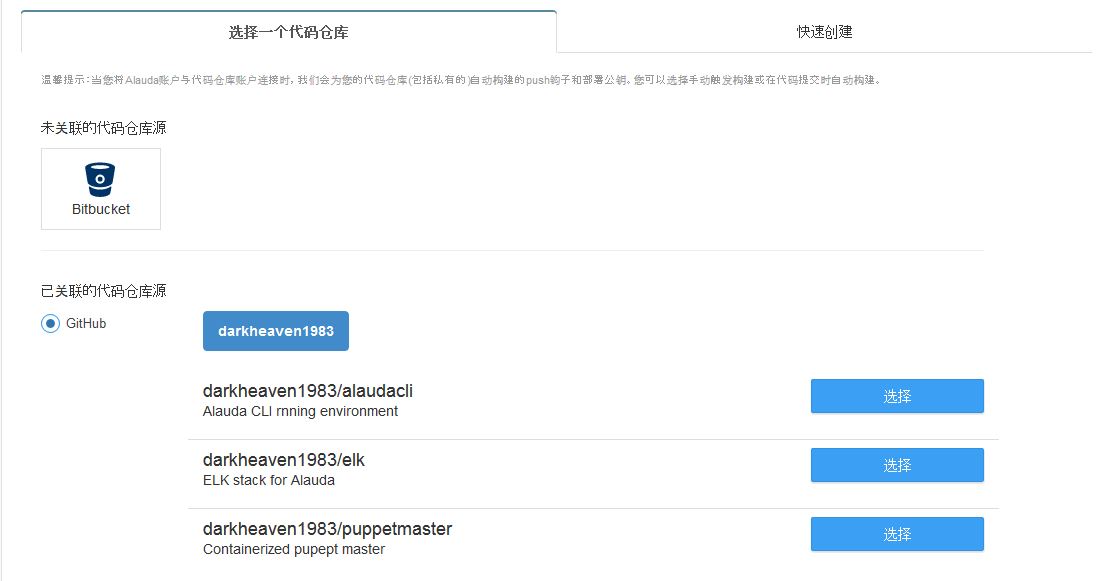 选择一个代码仓库
快速创建
温馨提示：当您将Alauda账户与代码仓库账户连接时，我们会为您的代码仓库(包括私有的)自动构建的push钩子和部署公钥。您可以选择手动触发构建或在代码提交时自动构建。
未关联的代码仓库源
Bitbucket
已关联的代码仓库源
GitHub
darkheaven1983
darkheaven1983/alaudacli
Alauda CLI rnning environment
选择
darkheaven1983/elk
ELK stack for Alauda
选择
darkheaven1983/puppetmaster
Containerized pupept master
选择